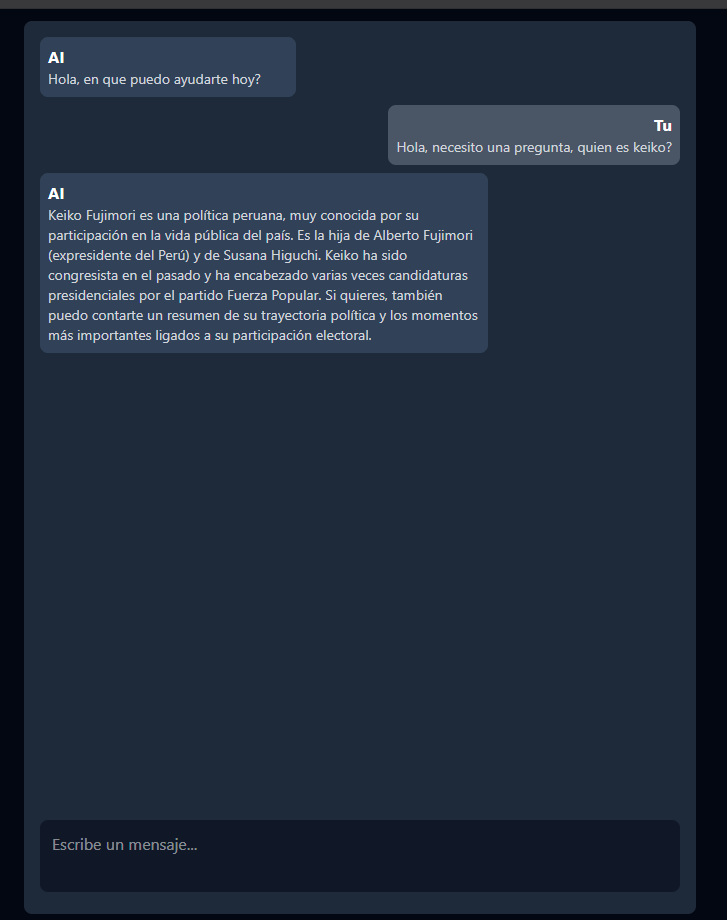 AI
Hola, en que puedo ayudarte hoy?
Tu
Hola, necesito una pregunta, quien es keiko?
AI
Keiko Fujimori es una política peruana, muy conocida por su
participación en la vida pública del país. Es la hija de Alberto Fujimori
(expresidente del Perú) y de Susana Higuchi. Keiko ha sido
congresista en el pasado y ha encabezado varias veces candidaturas
presidenciales por el partido Fuerza Popular. Si quieres, también
puedo contarte un resumen de su trayectoria política y los momentos
más importantes ligados a su participación electoral.
Escribe un mensaje...